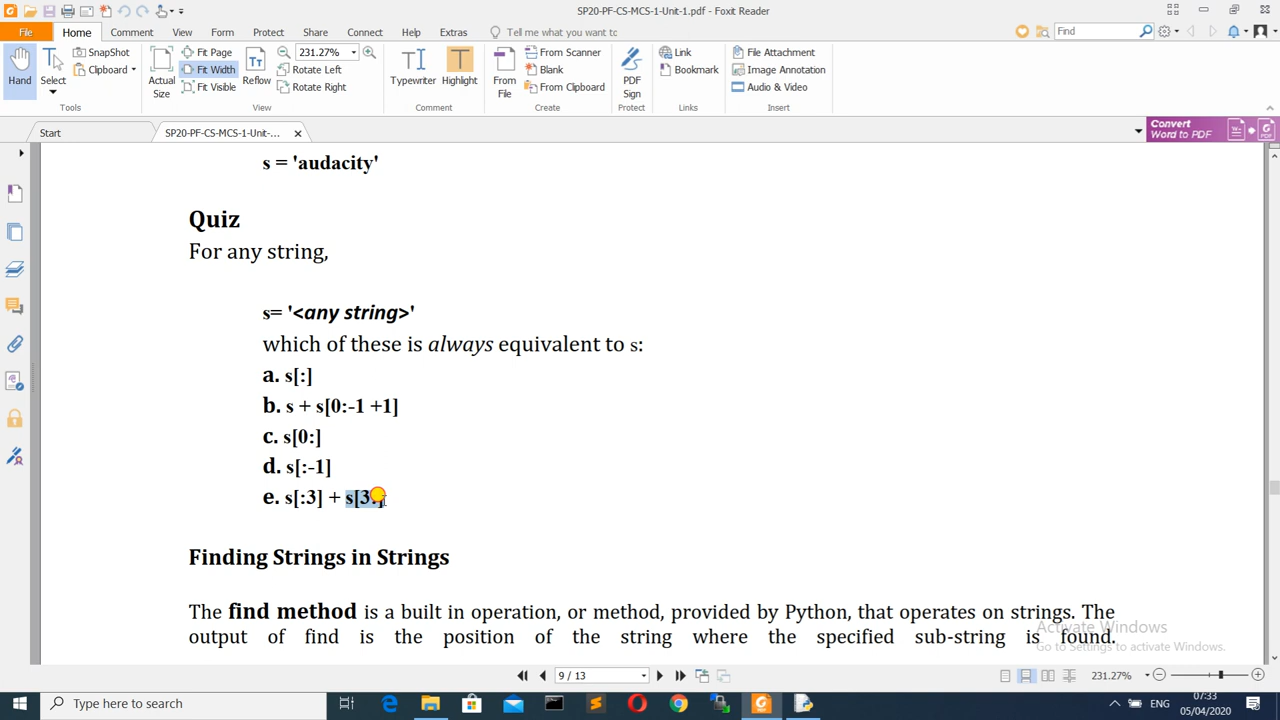 SP20-PF-CS-MCS-1-Unit-1.pdf - Foxit Reader
File Home Comment View Form Protect Share Connect Help Extras Tell me what you want to Find
Hand
Select
SnapShot
Clipboard
Actual Size
Fit Page
Fit Width
Fit Visible
Reflow
231.27%
Rotate Left
Rotate Right
Typewriter
Highlight
From File
From Scanner
Blank
From Clipboard
PDF Sign
Link
Bookmark
File Attachment
Image Annotation
Audio & Video
Tools View Comment Create Protect Links Insert
Start SP20-PF-CS-MCS-1-Unit-...
Convert
Word to PDF
s = 'audacity'
Quiz
For any string,
s= '<any string>'
which of these is always equivalent to s:
a. s[:]
b. s + s[0:-1 +1]
c. s[0:]
d. s[:-1]
e. s[:3] + s[3:]
Finding Strings in Strings
The find method is a built in operation, or method, provided by Python, that operates on strings. The
output of find is the position of the string where the specified sub-string is found.
Activate Windows
Go to Settings to activate Windows.
9 / 13
231.27%
Type here to search
ENG
07:33
05/04/2020